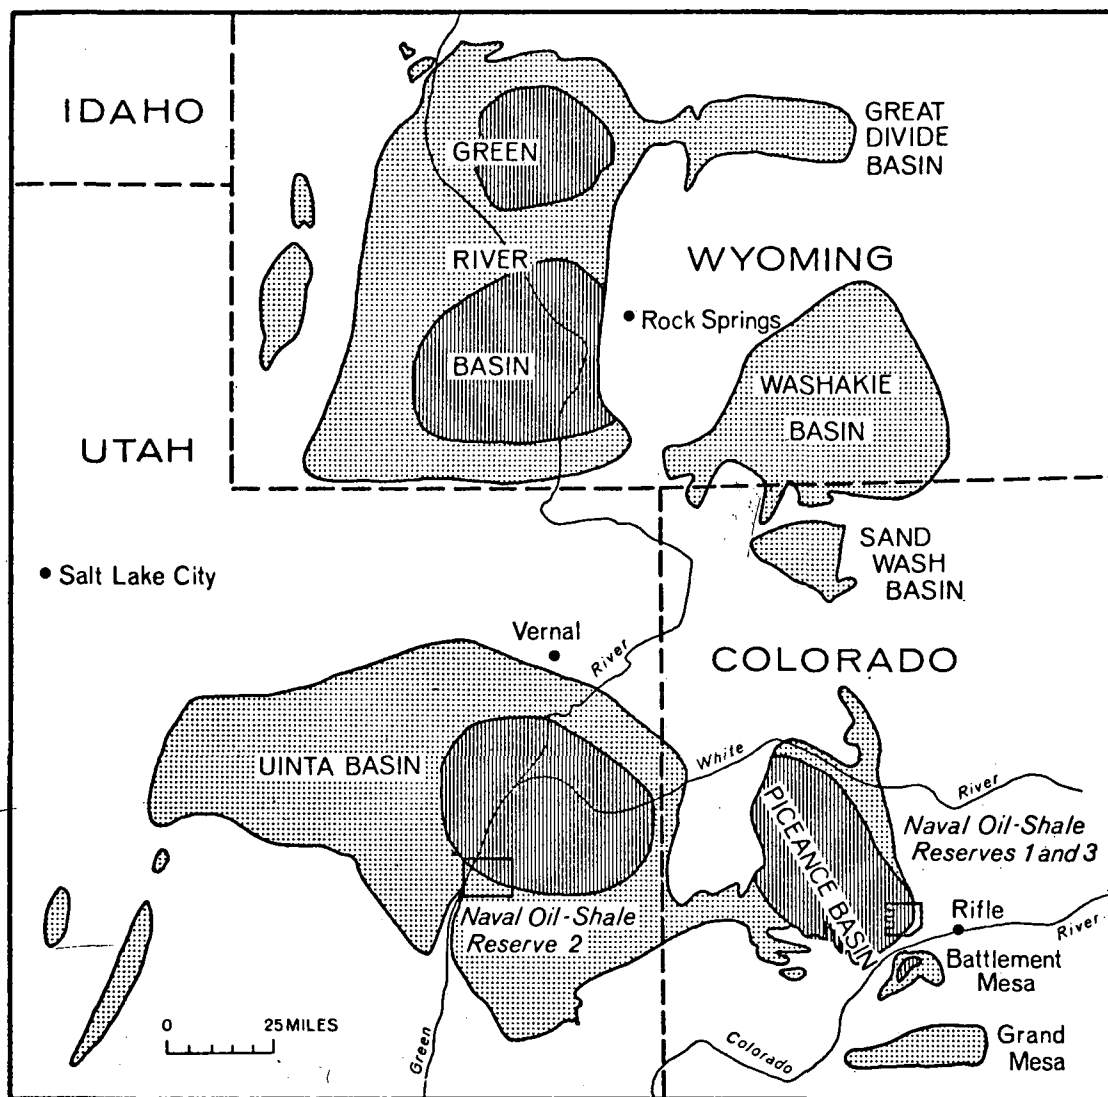 IDAHO
GREAT
DIVIDE
BASIN
GREEN
RIVER
BASIN
WYOMING
Rock Springs
WASHAKIE
BASIN
UTAH
SAND
WASH
BASIN
Salt Lake City
Vernal
River
COLORADO
UINTA BASIN
White
River
PICEANCE BASIN
Naval Oil-Shale
Reserves 1 and 3
Naval Oil-Shale
Reserve 2
Rifle
River
Battlement
Mesa
0 25 MILES
Green
Colorado
Grand
Mesa